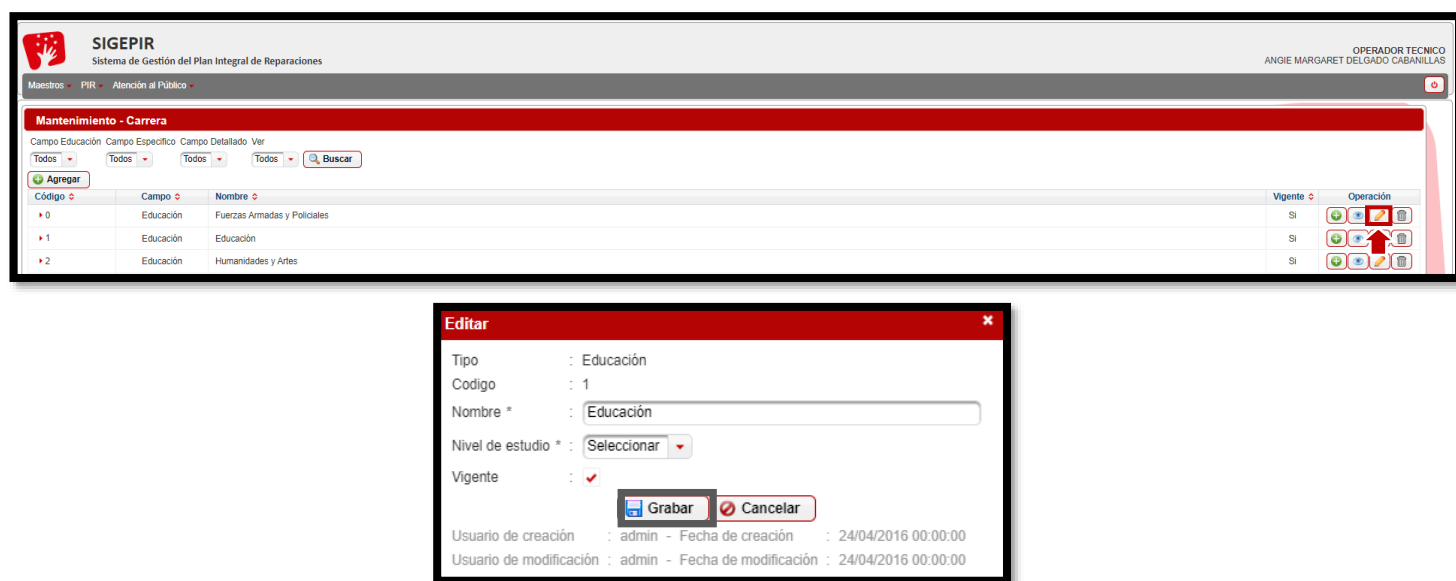 SIGEPIR
Sistema de Gestión del Plan Integral de Reparaciones
OPERADOR TECNICO
ANGIE MARGARET DELGADO CABANILLAS
Maestros PIR Atención al Público
Mantenimiento - Carrera
Campo Educación Campo Especifico Campo Detallado Ver
Todos Todos Todos Todos Buscar
Agregar
Código Campo Nombre Vigente Operación
0 Educación Fuerzas Armadas y Policiales Si
1 Educación Educación Si
2 Educación Humanidades y Artes Si
Editar
Tipo : Educación
Codigo : 1
Nombre * : Educación
Nivel de estudio * : Seleccionar
Vigente :
Grabar Cancelar
Usuario de creación : admin - Fecha de creación : 24/04/2016 00:00:00
Usuario de modificación : admin - Fecha de modificación : 24/04/2016 00:00:00